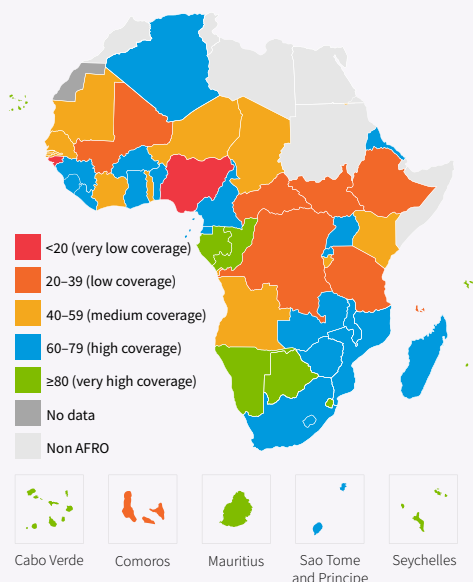 <20 (very low coverage)
20–39 (low coverage)
40–59 (medium coverage)
60–79 (high coverage)
≥80 (very high coverage)
No data
Non AFRO
Cabo Verde
Comoros
Mauritius
Sao Tome
and Principe
Seychelles